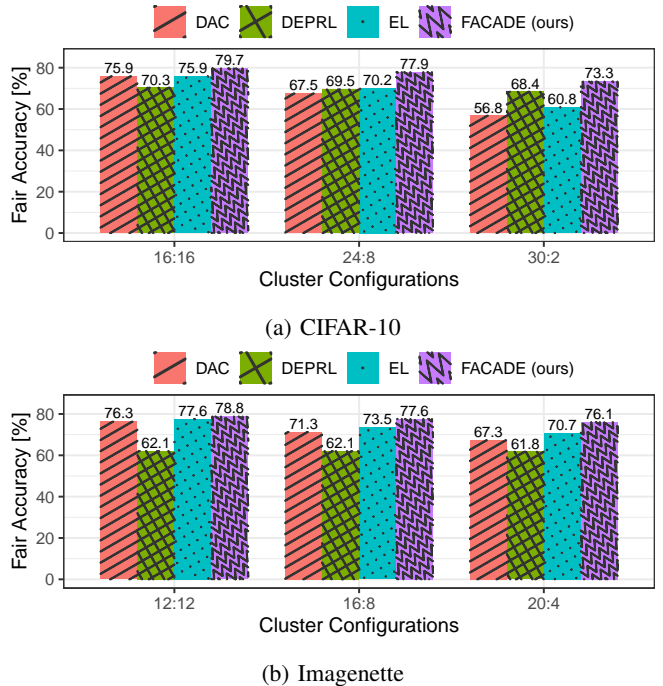 DAC DEPRL EL FACADE (ours)
Fair Accuracy [%]
80
60
40
20
0
75.9 70.3 75.9 79.7
67.5 69.5 70.2 77.9
56.8 68.4 60.8 73.3
16:16 24:8 30:2
Cluster Configurations
(a) CIFAR-10
DAC DEPRL EL FACADE (ours)
Fair Accuracy [%]
80
60
40
20
0
76.3 62.1 77.6 78.8
71.3 62.1 73.5 77.6
67.3 61.8 70.7 76.1
12:12 16:8 20:4
Cluster Configurations
(b) Imagenette